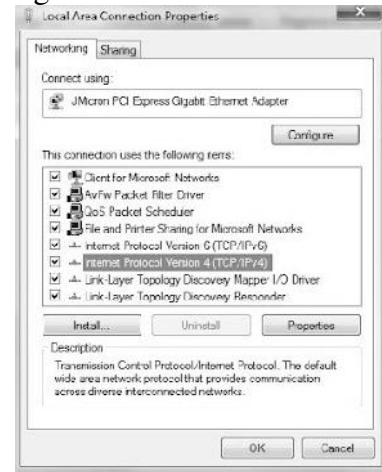 Local Area Connection Properties
Networking Sharing
Connect using:
JMicron PCI Express Gigabit Ethernet Adapter
Configure
This connection uses the following items:
Client for Microsoft Networks
AvFw Packet Filter Driver
QoS Packet Scheduler
File and Printer Sharing for Microsoft Networks
Internet Protocol Version 6 (TCP/IPv6)
Internet Protocol Version 4 (TCP/IPv4)
Link-Layer Topology Discovery Mapper I/O Driver
Link-Layer Topology Discovery Responder
Install... Uninstall Properties
Description
Transmission Control Protocol/Internet Protocol. The default
wide area network protocol that provides communication
across diverse interconnected networks.
OK Cancel